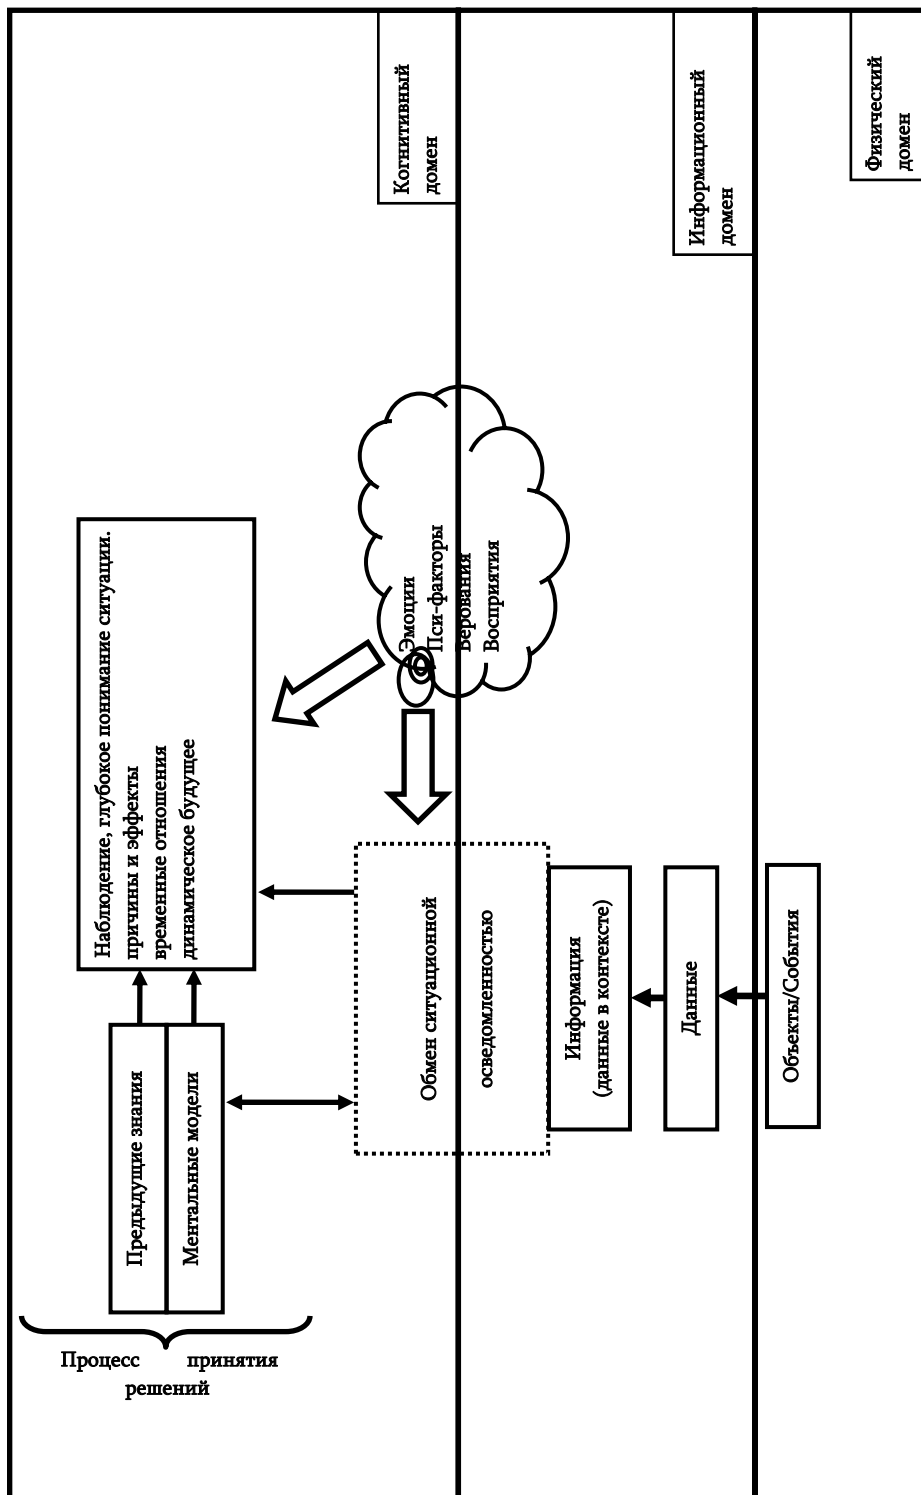 Когнитивный
домен
Информационный
домен
Физический
домен
Наблюдение, глубокое понимание ситуации.
причины и эффекты
временные отношения
динамическое будущее
Эмоции
Пси-факторы
Верования
Восприятия
Предыдущие знания
Ментальные модели
Обмен ситуационной
осведомленностью
Информация
(данные в контексте)
Данные
Объекты/События
Процесс принятия
решений